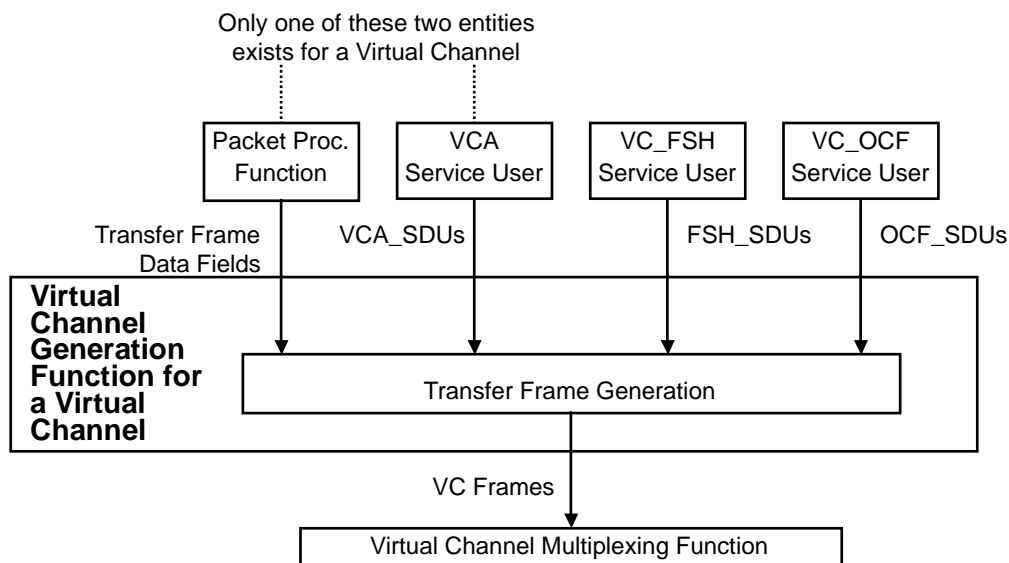 Only one of these two entities
exists for a Virtual Channel
Packet Proc.
Function
VCA
Service User
VC_FSH
Service User
VC_OCF
Service User
Transfer Frame
Data Fields
VCA_SDUs
FSH_SDUs
OCF_SDUs
Virtual
Channel
Generation
Function for
a Virtual
Channel
Transfer Frame Generation
VC Frames
Virtual Channel Multiplexing Function